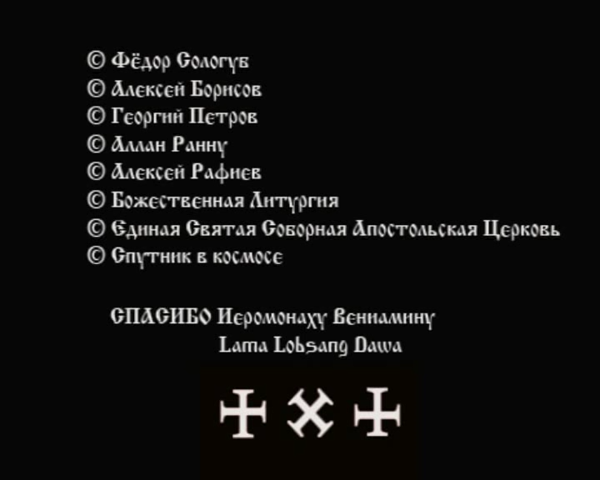 © Фёдор Сологуб
© Алексей Борисов
© Георгий Петров
© Аллан Ранну
© Алексей Рафиев
© Божественная Литургия
© Единая Святая Соборная Апостольская Церковь
© Спутник в космосе
СПАСИБО Иеромонаху Вениамину
Lama Lobsang Dawa